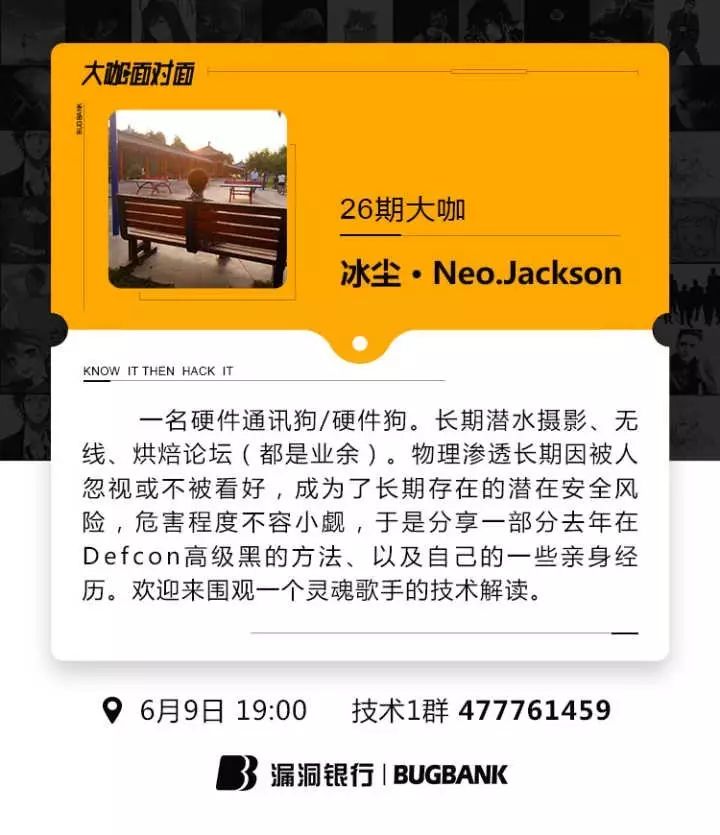 大咖面对面
BUGBANK
26期大咖
冰尘·Neo.Jackson
KNOW IT THEN HACK IT
一名硬件通讯狗/硬件狗。长期潜水摄影、无
线、烘焙论坛（都是业余）。物理渗透长期因被人
忽视或不被看好，成为了长期存在的潜在安全风
险，危害程度不容小觑，于是分享一部分去年在
Defcon高级黑的方法、以及自己的一些亲身经
历。欢迎来围观一个灵魂歌手的技术解读。
6月9日 19:00 技术1群 477761459
漏洞银行|BUGBANK